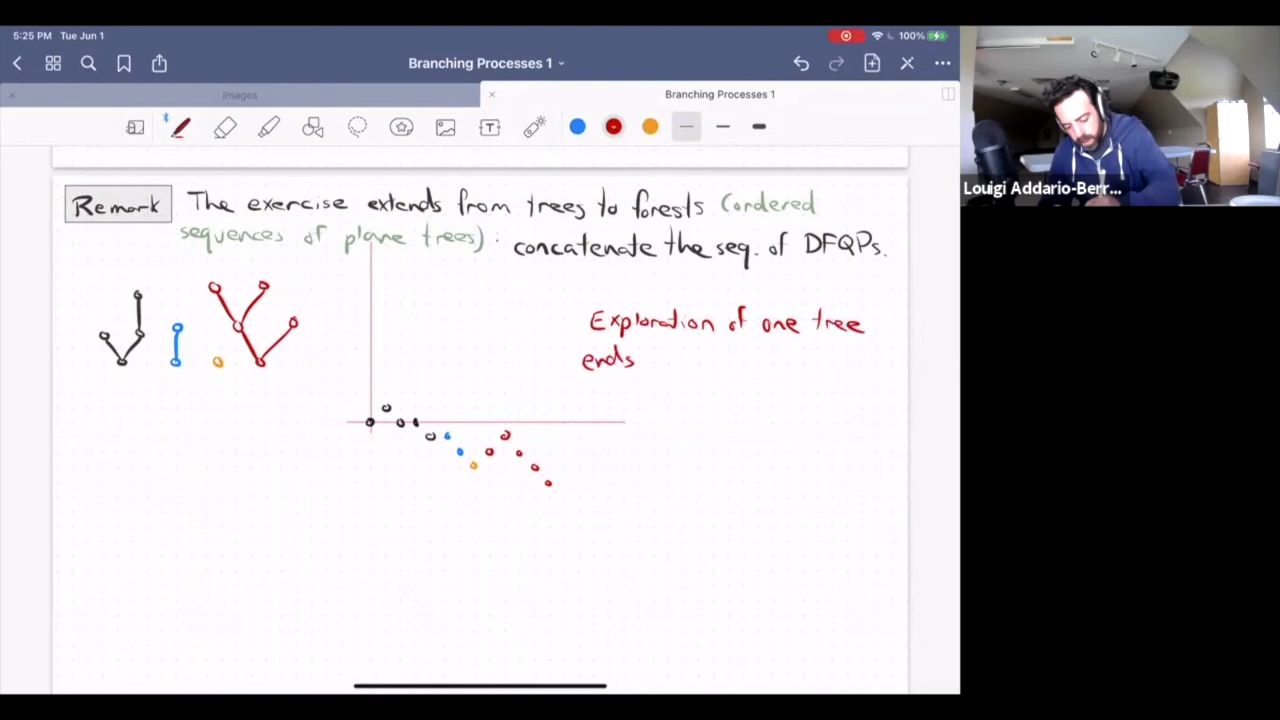 5:25 PM Tue Jun 1
100%
Branching Processes 1
Images
Branching Processes 1
Remark The exercise extends from trees to forests (ordered
sequences of plane trees): concatenate the seq. of DFQPs.
Exploration of one tree
ends
Louigi Addario-Berr...